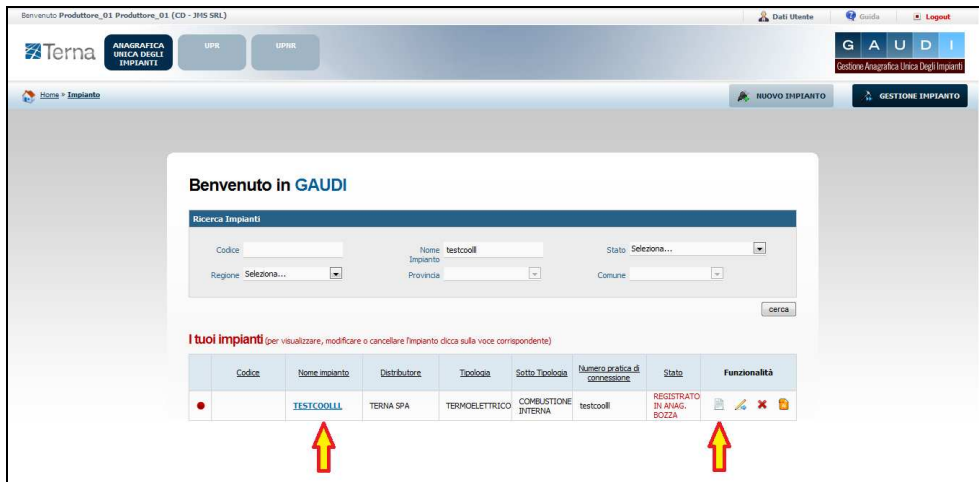 Benvenuto Produttore_01 Produttore_01 (CD - JMS SRL)
Dati Utente
Guida
Logout
Terna
ANAGRAFICA
UNICA DEGLI
IMPIANTI
UPR
UPNR
G A U D I
Gestione Anagrafica Unica Degli Impianti
Home > Impianto
NUOVO IMPIANTO
GESTIONE IMPIANTO
Benvenuto in GAUDI
Ricerca Impianti
Codice
Nome Impianto testcoolll
Stato Seleziona...
Regione Seleziona...
Provincia
Comune
cerca
I tuoi impianti (per visualizzare, modificare o cancellare l'impianto clicca sulla voce corrispondente)
Codice Nome impianto Distributore Tipologia Sotto Tipologia Numero pratica di connessione Stato Funzionalità
TESTCOOLLL TERNA SPA TERMOELETTRICO COMBUSTIONE INTERNA testcoolll REGISTRATO IN ANAG. BOZZA